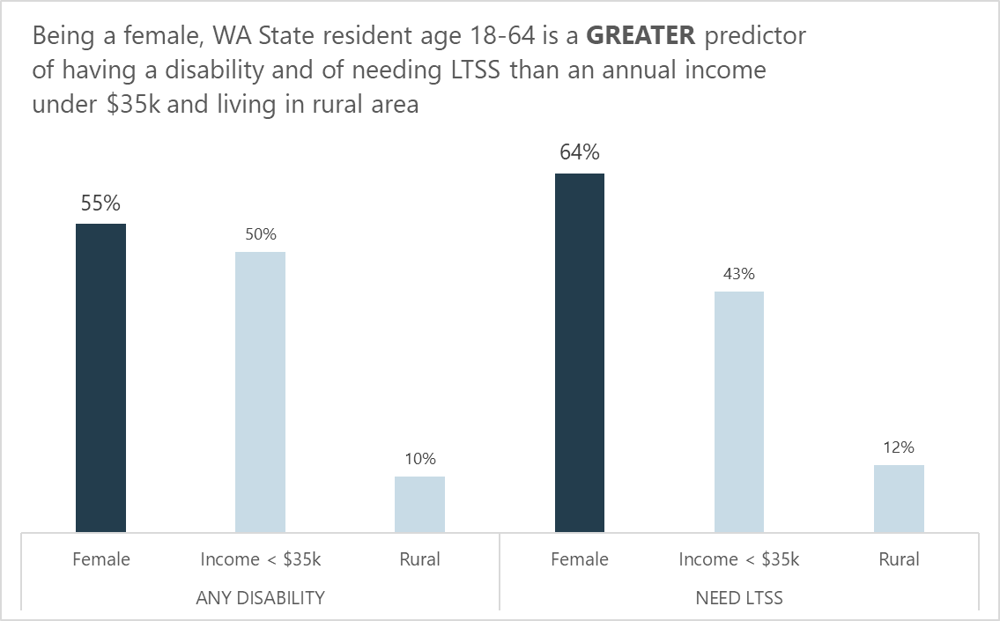 Being a female, WA State resident age 18-64 is a GREATER predictor
of having a disability and of needing LTSS than an annual income
under $35k and living in rural area
64%
55%
50%
43%
10%
12%
Female Income < $35k Rural Female Income < $35k Rural
ANY DISABILITY NEED LTSS